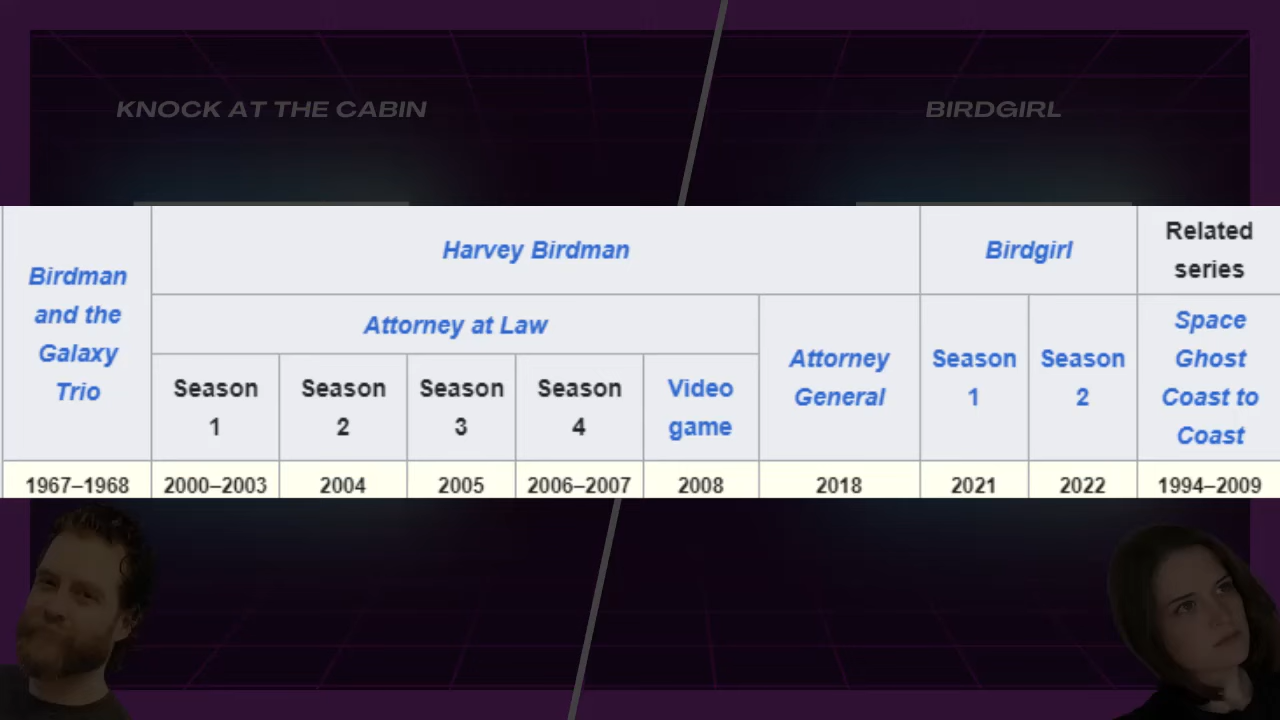 KNOCK AT THE CABIN
BIRDGIRL
Birdman
and the
Galaxy
Trio
Harvey Birdman
Birdgirl
Related
series
Attorney at Law
Attorney
General
Season
1
Season
2
Space
Ghost
Coast to
Coast
Season
1
Season
2
Season
3
Season
4
Video
game
1967–1968
2000–2003
2004
2005
2006–2007
2008
2018
2021
2022
1994–2009